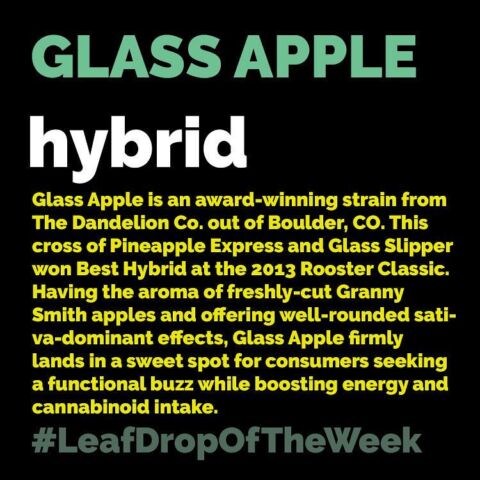 GLASS APPLE
hybrid
Glass Apple is an award-winning strain from
The Dandelion Co. out of Boulder, CO. This
cross of Pineapple Express and Glass Slipper
won Best Hybrid at the 2013 Rooster Classic.
Having the aroma of freshly-cut Granny
Smith apples and offering well-rounded sati-
va-dominant effects, Glass Apple firmly
lands in a sweet spot for consumers seeking
a functional buzz while boosting energy and
cannabinoid intake.
#LeafDropOfTheWeek